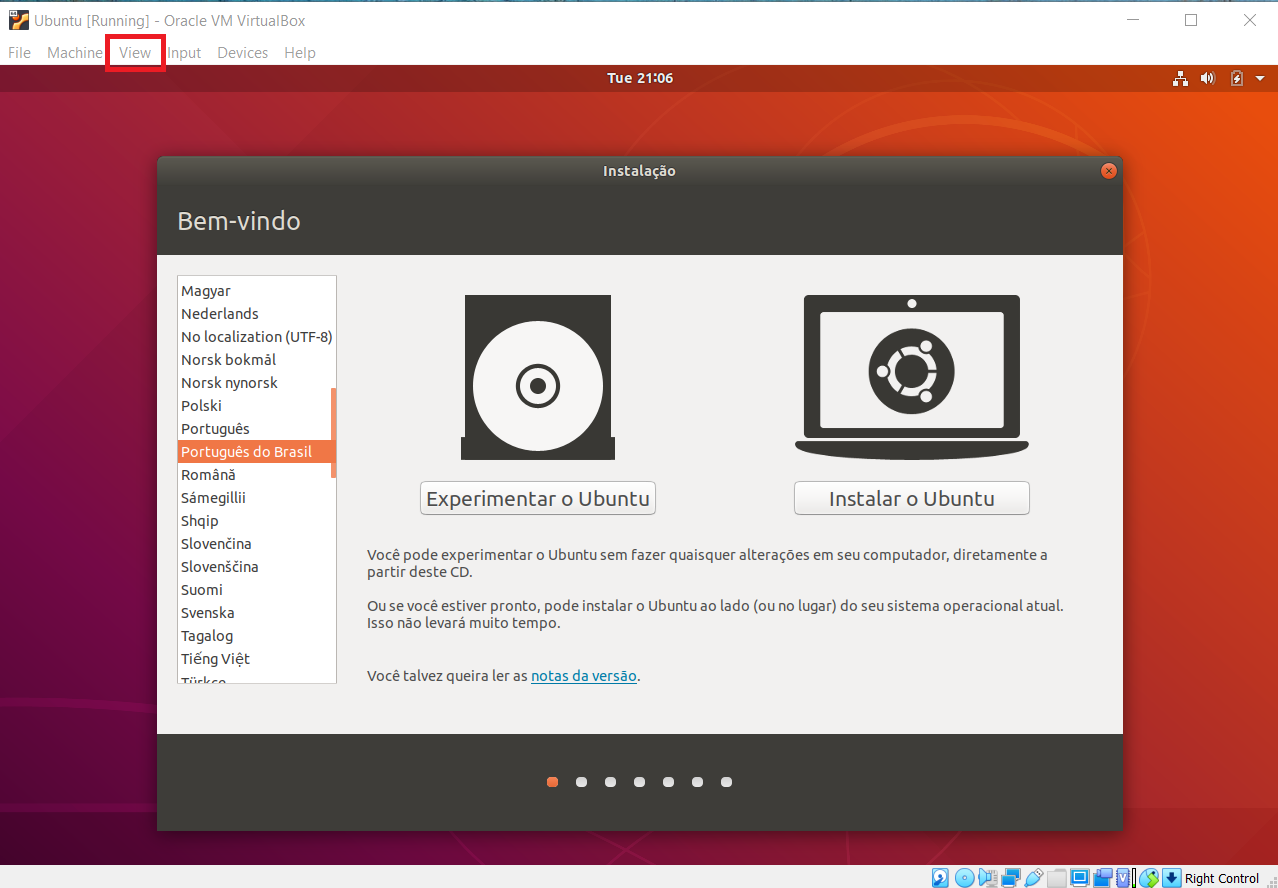 Ubuntu [Running] - Oracle VM VirtualBox
File Machine View Input Devices Help
Tue 21:06
Instalação
Bem-vindo
Magyar
Nederlands
No localization (UTF-8)
Norsk bokmål
Norsk nynorsk
Polski
Português
Português do Brasil
Română
Sámegillii
Shqip
Slovenčina
Slovenščina
Suomi
Svenska
Tagalog
Tiếng Việt
Türkçe
Experimentar o Ubuntu
Instalar o Ubuntu
Você pode experimentar o Ubuntu sem fazer quaisquer alterações em seu computador, diretamente a
partir deste CD.
Ou se você estiver pronto, pode instalar o Ubuntu ao lado (ou no lugar) do seu sistema operacional atual.
Isso não levará muito tempo.
Você talvez queira ler as notas da versão.
Right Control